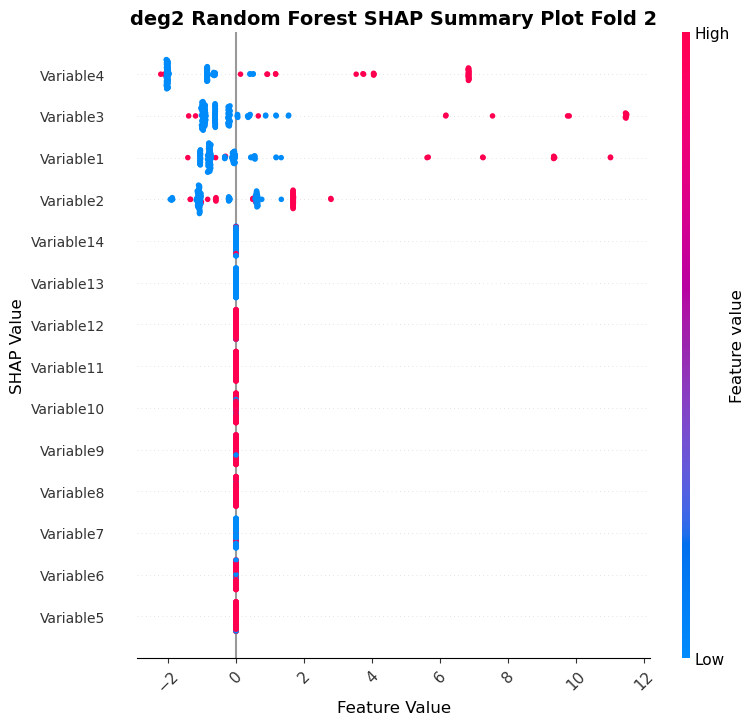 deg2 Random Forest SHAP Summary Plot Fold 2
High
Variable4
Variable3
Variable1
Variable2
Variable14
Variable13
Variable12
Variable11
Variable10
Variable9
Variable8
Variable7
Variable6
Variable5
SHAP Value
Feature value
Low
−2
0
2
4
6
8
10
12
Feature Value